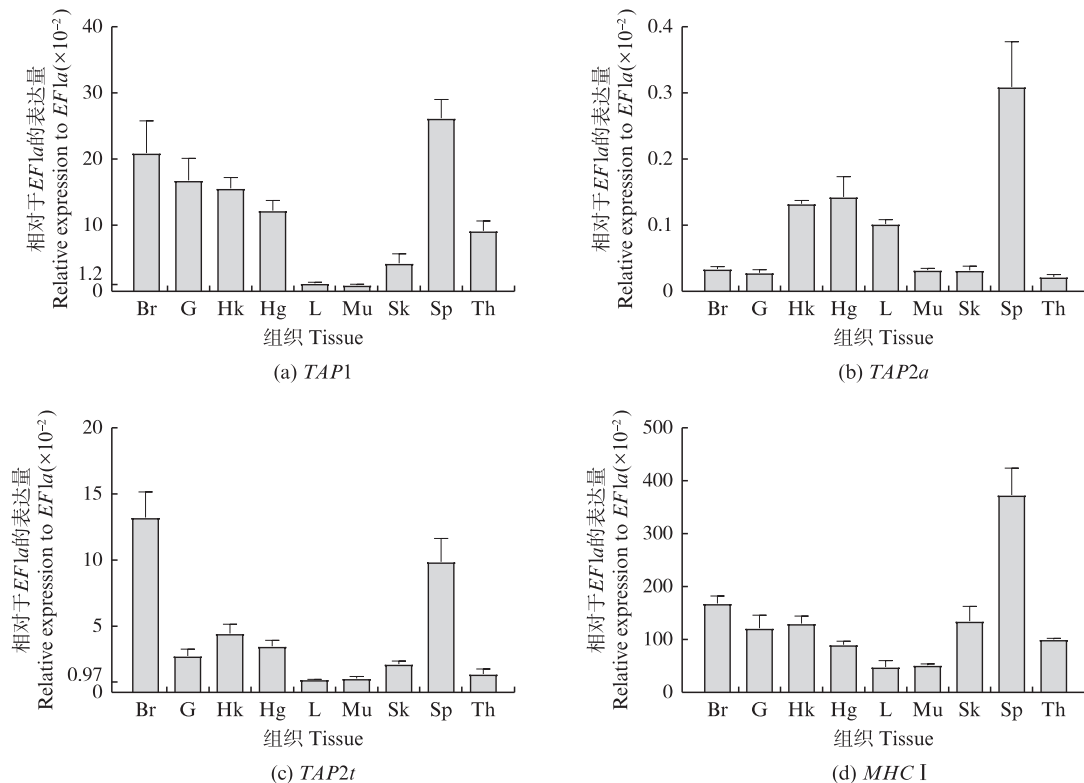 相对于EF1a的表达量
Relative expression to EF1a(×10⁻²)
40
30
20
10
1.2
0
Br G Hk Hg L Mu Sk Sp Th
组织 Tissue
(a) TAP1
相对于EF1a的表达量
Relative expression to EF1a(×10⁻²)
0.4
0.3
0.2
0.1
0
Br G Hk Hg L Mu Sk Sp Th
组织 Tissue
(b) TAP2a
相对于EF1a的表达量
Relative expression to EF1a(×10⁻²)
20
15
10
5
0.97
0
Br G Hk Hg L Mu Sk Sp Th
组织 Tissue
(c) TAP2t
相对于EF1a的表达量
Relative expression to EF1a(×10⁻²)
500
400
300
200
100
0
Br G Hk Hg L Mu Sk Sp Th
组织 Tissue
(d) MHC Ⅰ